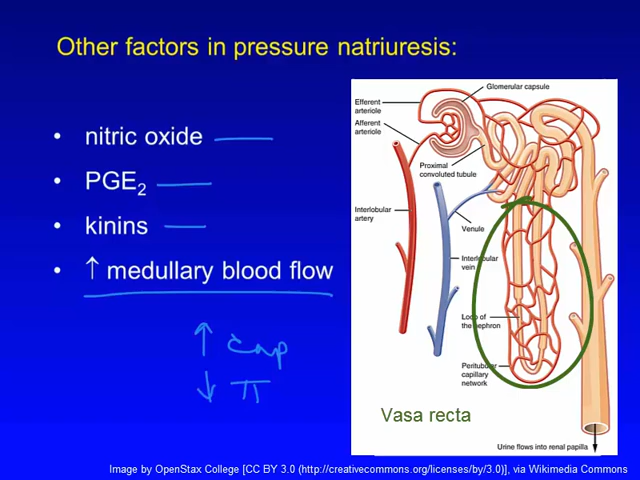 Other factors in pressure natriuresis:
• nitric oxide
• PGE₂
• kinins
• ↑ medullary blood flow
↑ cap
↓ π
Glomerular capsule
Efferent
arteriole
Afferent
arteriole
Proximal
convoluted tubule
Interlobular
artery
Venule
Interlobular
vein
Loop of
the nephron
Peritubular
capillary
network
Vasa recta
Urine flows into renal papilla
Image by OpenStax College [CC BY 3.0 (http://creativecommons.org/licenses/by/3.0)], via Wikimedia Commons